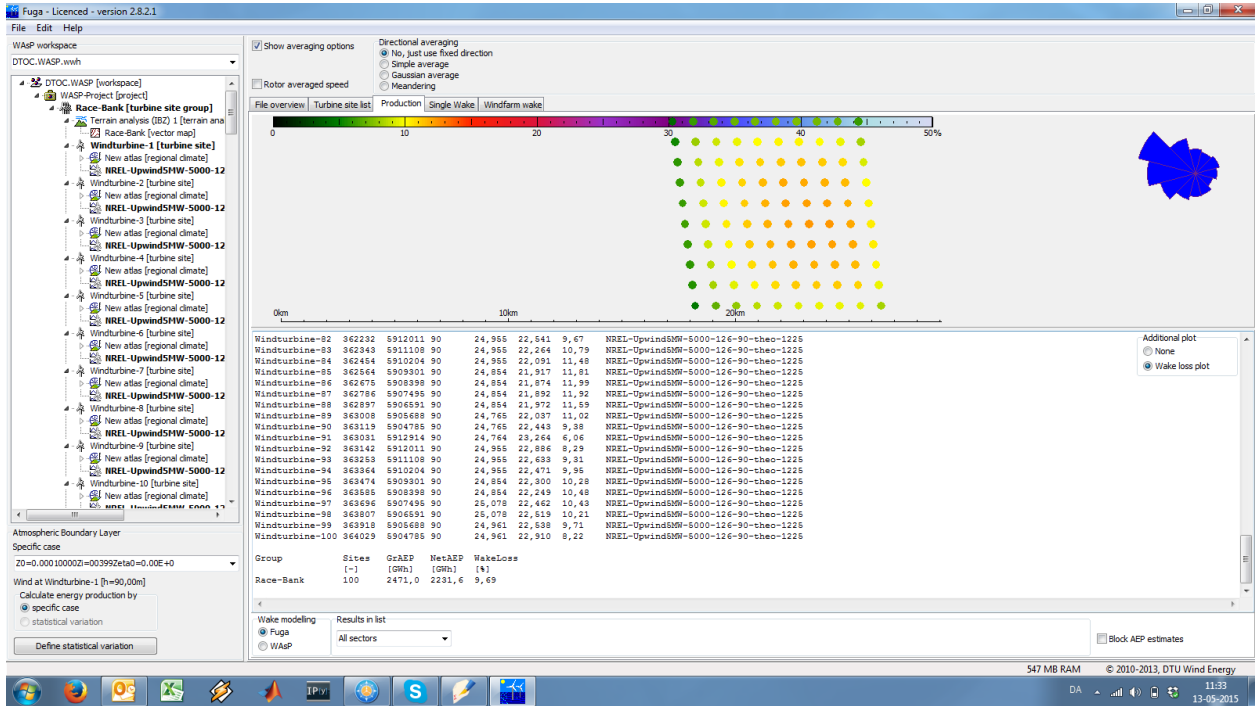 Fuga - Licenced - version 2.8.2.1
File Edit Help
WAsP workspace
DTOC.WASP.wwh
DTOC.WASP [workspace]
WASP-Project [project]
Race-Bank [turbine site group]
Terrain analysis (IBZ) 1 [terrain ana
Race-Bank [vector map]
Windturbine-1 [turbine site]
New atlas [regional climate]
NREL-Upwind5MW-5000-12
Windturbine-2 [turbine site]
New atlas [regional climate]
NREL-Upwind5MW-5000-12
Windturbine-3 [turbine site]
New atlas [regional climate]
NREL-Upwind5MW-5000-12
Windturbine-4 [turbine site]
New atlas [regional climate]
NREL-Upwind5MW-5000-12
Windturbine-5 [turbine site]
New atlas [regional climate]
NREL-Upwind5MW-5000-12
Windturbine-6 [turbine site]
New atlas [regional climate]
NREL-Upwind5MW-5000-12
Windturbine-7 [turbine site]
New atlas [regional climate]
NREL-Upwind5MW-5000-12
Windturbine-8 [turbine site]
New atlas [regional climate]
NREL-Upwind5MW-5000-12
Windturbine-9 [turbine site]
New atlas [regional climate]
NREL-Upwind5MW-5000-12
Windturbine-10 [turbine site]
New atlas [regional climate]
NREL-Upwind5MW-5000-12
Atmospheric Boundary Layer
Specific case
Z0=0.00010000Zi=00399Zeta0=0.00E+0
Wind at Windturbine-1 [h=90,00m]
Calculate energy production by
specific case
statistical variation
Define statistical variation
Show averaging options
Rotor averaged speed
Directional averaging
No, just use fixed direction
Simple average
Gaussian average
Meandering
File overview Turbine site list Production Single Wake Windfarm wake
0 10 20 30 40 50%
0km 10km 20km
Windturbine-82 362232 5912011 90 24,955 22,541 9,67 NREL-Upwind5MW-5000-126-90-theo-1225
Windturbine-83 362343 5911108 90 24,955 22,264 10,79 NREL-Upwind5MW-5000-126-90-theo-1225
Windturbine-84 362454 5910204 90 24,955 22,091 11,48 NREL-Upwind5MW-5000-126-90-theo-1225
Windturbine-85 362564 5909301 90 24,854 21,917 11,81 NREL-Upwind5MW-5000-126-90-theo-1225
Windturbine-86 362675 5908398 90 24,854 21,874 11,99 NREL-Upwind5MW-5000-126-90-theo-1225
Windturbine-87 362786 5907495 90 24,854 21,892 11,92 NREL-Upwind5MW-5000-126-90-theo-1225
Windturbine-88 362897 5906591 90 24,854 21,972 11,59 NREL-Upwind5MW-5000-126-90-theo-1225
Windturbine-89 363008 5905688 90 24,765 22,037 11,02 NREL-Upwind5MW-5000-126-90-theo-1225
Windturbine-90 363119 5904785 90 24,765 22,443 9,38 NREL-Upwind5MW-5000-126-90-theo-1225
Windturbine-91 363031 5912914 90 24,764 23,264 6,06 NREL-Upwind5MW-5000-126-90-theo-1225
Windturbine-92 363142 5912011 90 24,955 22,886 8,29 NREL-Upwind5MW-5000-126-90-theo-1225
Windturbine-93 363253 5911108 90 24,955 22,633 9,31 NREL-Upwind5MW-5000-126-90-theo-1225
Windturbine-94 363364 5910204 90 24,955 22,471 9,95 NREL-Upwind5MW-5000-126-90-theo-1225
Windturbine-95 363474 5909301 90 24,854 22,300 10,28 NREL-Upwind5MW-5000-126-90-theo-1225
Windturbine-96 363585 5908398 90 24,854 22,249 10,48 NREL-Upwind5MW-5000-126-90-theo-1225
Windturbine-97 363696 5907495 90 25,078 22,462 10,43 NREL-Upwind5MW-5000-126-90-theo-1225
Windturbine-98 363807 5906591 90 25,078 22,519 10,21 NREL-Upwind5MW-5000-126-90-theo-1225
Windturbine-99 363918 5905688 90 24,961 22,538 9,71 NREL-Upwind5MW-5000-126-90-theo-1225
Windturbine-100 364029 5904785 90 24,961 22,910 8,22 NREL-Upwind5MW-5000-126-90-theo-1225
Group Sites GrAEP NetAEP WakeLoss
[-] [GWh] [GWh] [%]
Race-Bank 100 2471,0 2231,6 9,69
Additional plot
None
Wake loss plot
Wake modelling
Fuga
WAsP
Results in list
All sectors
Block AEP estimates
547 MB RAM © 2010-2013, DTU Wind Energy
IPy
DA
11:33
13-05-2015